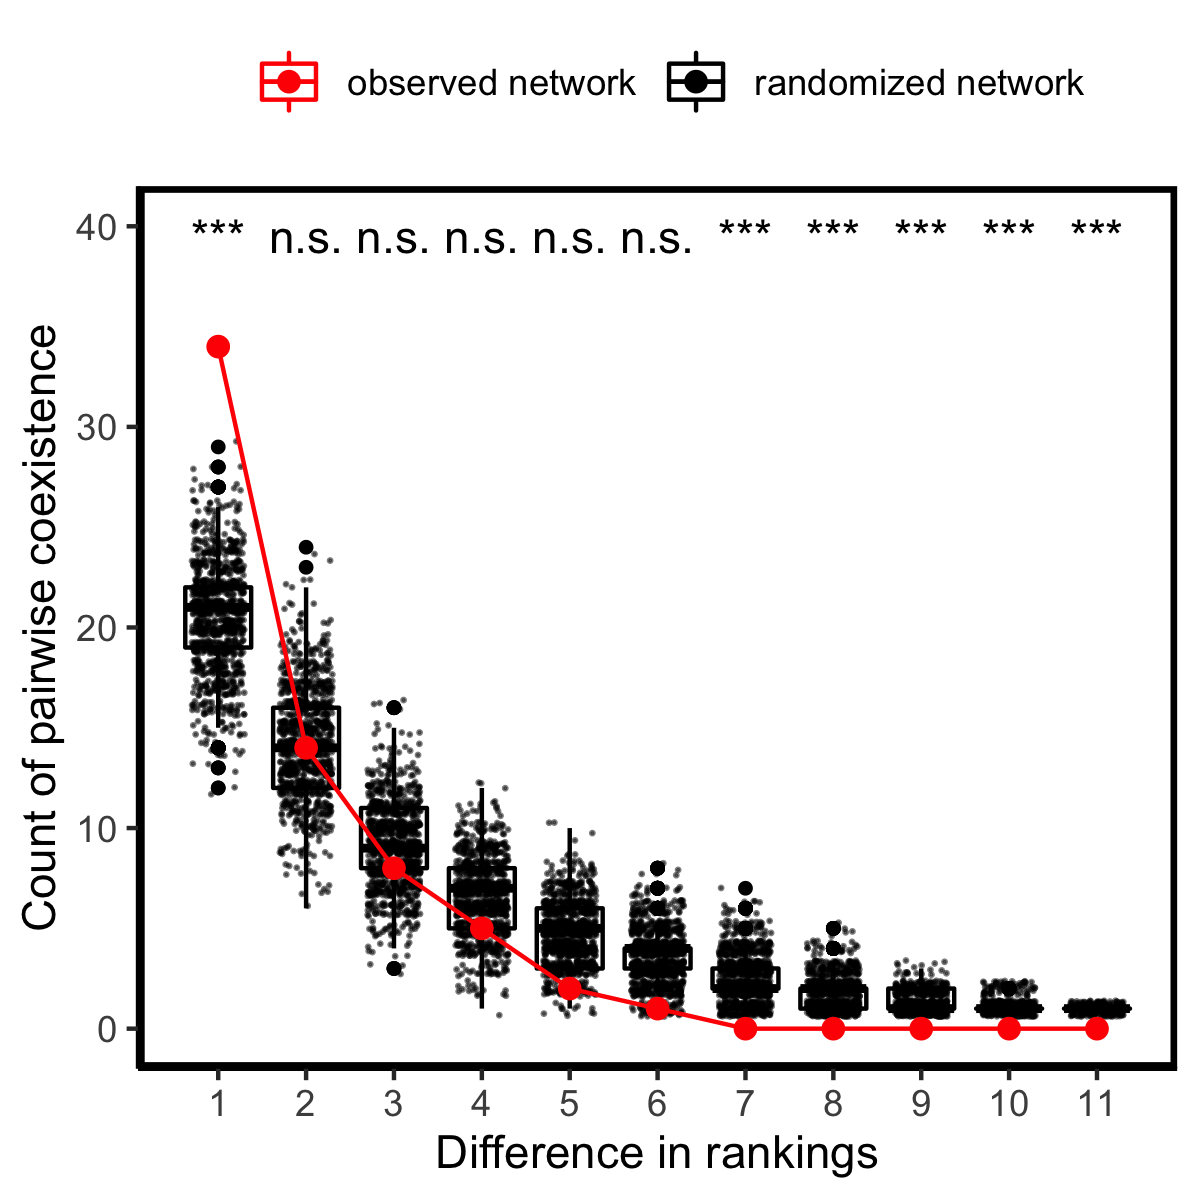 observed network randomized network
*** n.s. n.s. n.s. n.s. n.s. *** *** *** *** ***
40
30
20
10
0
Count of pairwise coexistence
1 2 3 4 5 6 7 8 9 10 11
Difference in rankings